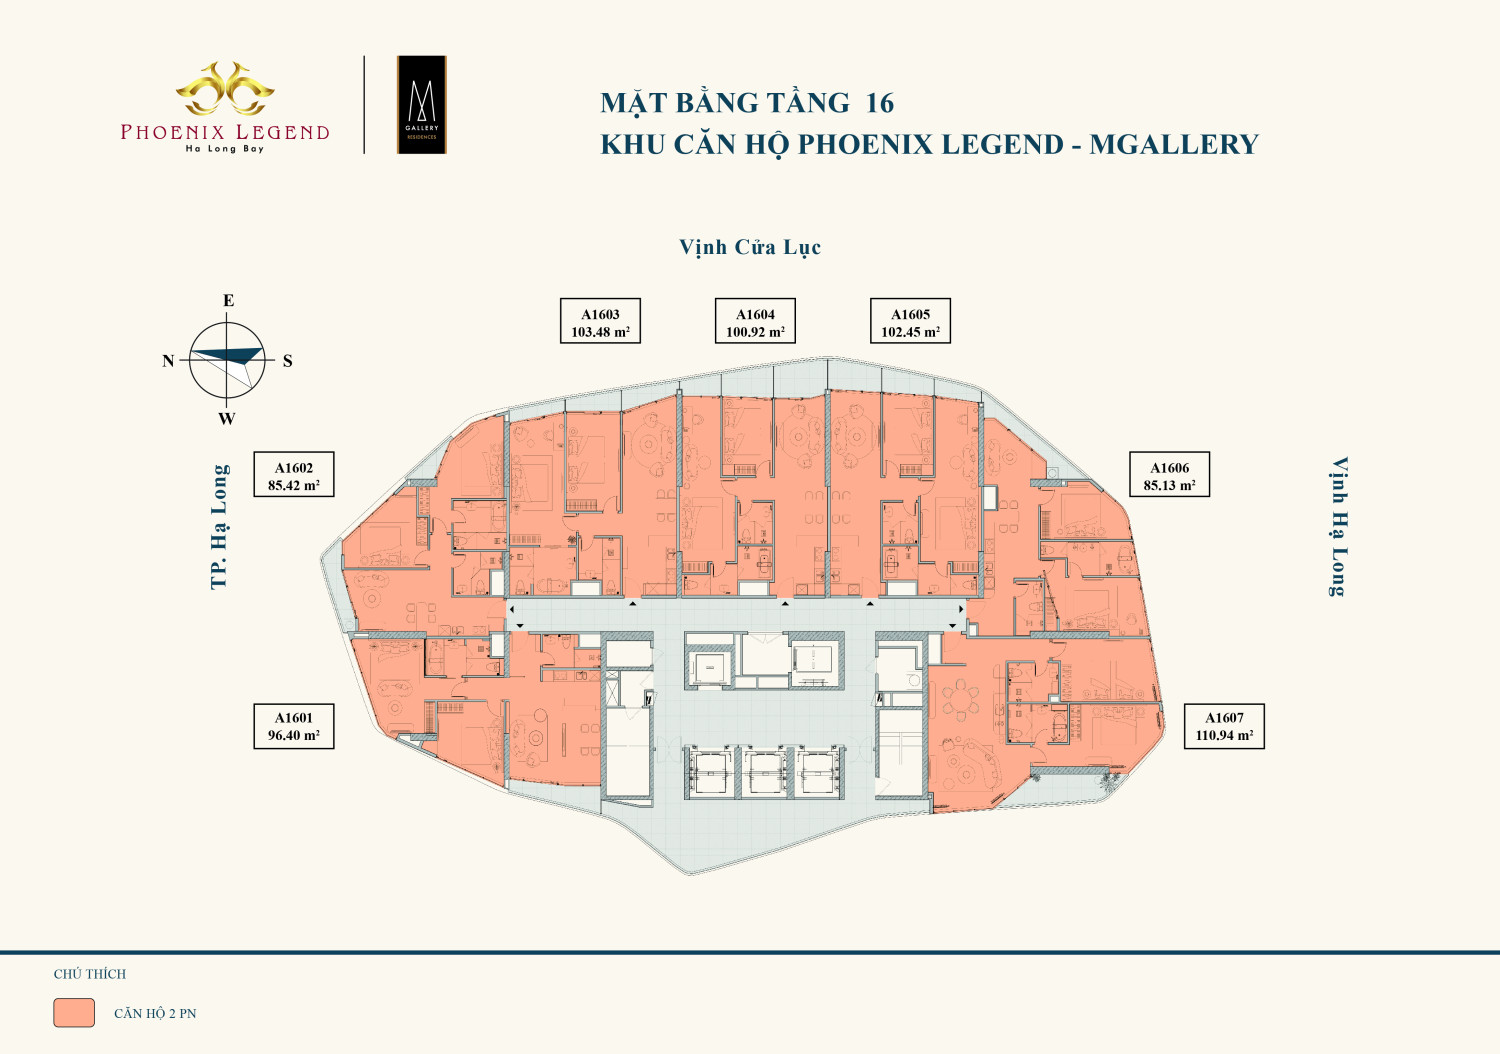 PHOENIX LEGEND
Ha Long Bay
M
GALLERY
RESIDENCES
MẶT BẰNG TẦNG 16
KHU CĂN HỘ PHOENIX LEGEND - MGALLERY
Vịnh Cửa Lục
E
N
S
W
A1603
103.48 m²
A1604
100.92 m²
A1605
102.45 m²
A1602
85.42 m²
A1606
85.13 m²
TP. Hạ Long
Vịnh Hạ Long
A1601
96.40 m²
A1607
110.94 m²
CHÚ THÍCH
CĂN HỘ 2 PN